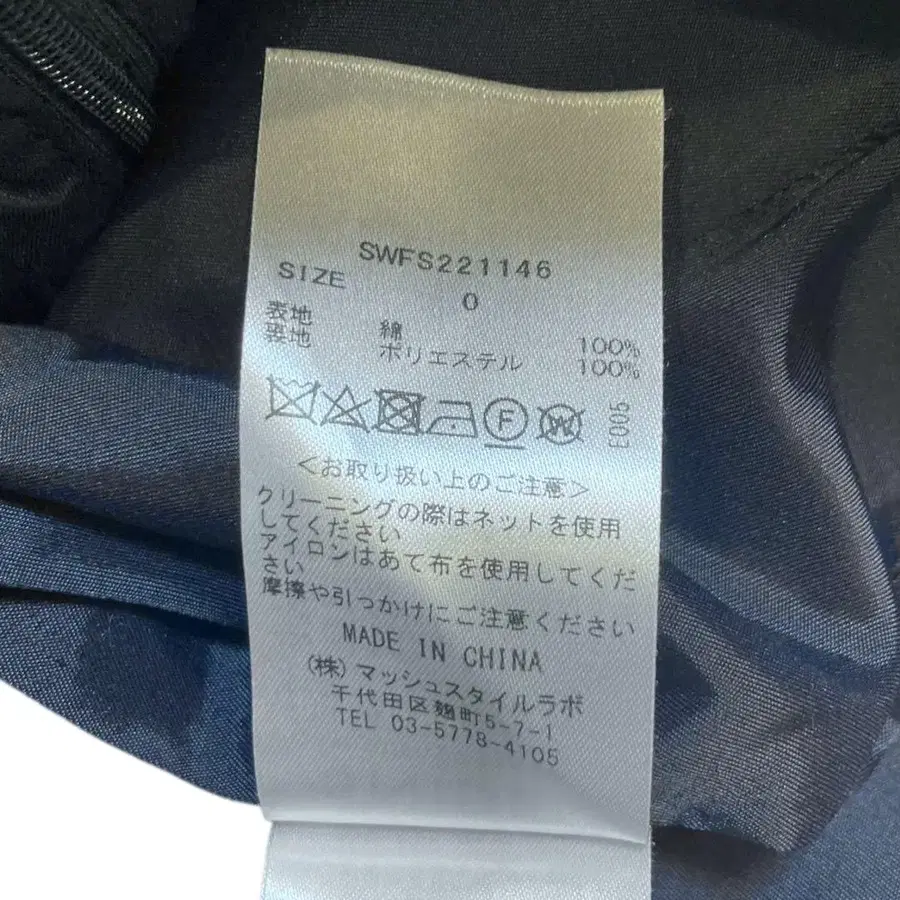 SWFS221146
SIZE 0
表地 綿 100%
裏地 ポリエステル 100%
F W E006
<お取り扱い上のご注意>
クリーニングの際はネットを使用
してください
アイロンはあて布を使用してくだ
さい
摩擦や引っかけにご注意ください
MADE IN CHINA
(株)マッシュスタイルラボ
千代田区麹町5-7-1
TEL 03-5778-4105